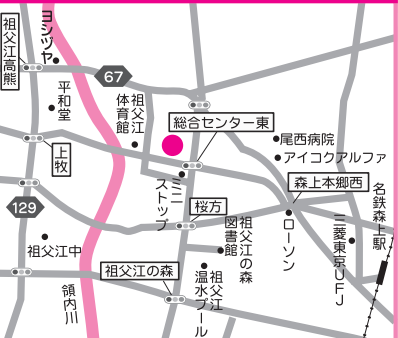 祖父江高熊
ヨシヅヤ
67
平和堂
祖父江
体育館
総合センター東
尾西病院
アイコクアルファ
上牧
ミニ
ストップ
森上本郷西
名鉄森上駅
129
桜方
祖父江中
祖父江の森
図書館
ローソン
三菱東京UFJ
祖父江の森
祖父江
温水プール
領内川